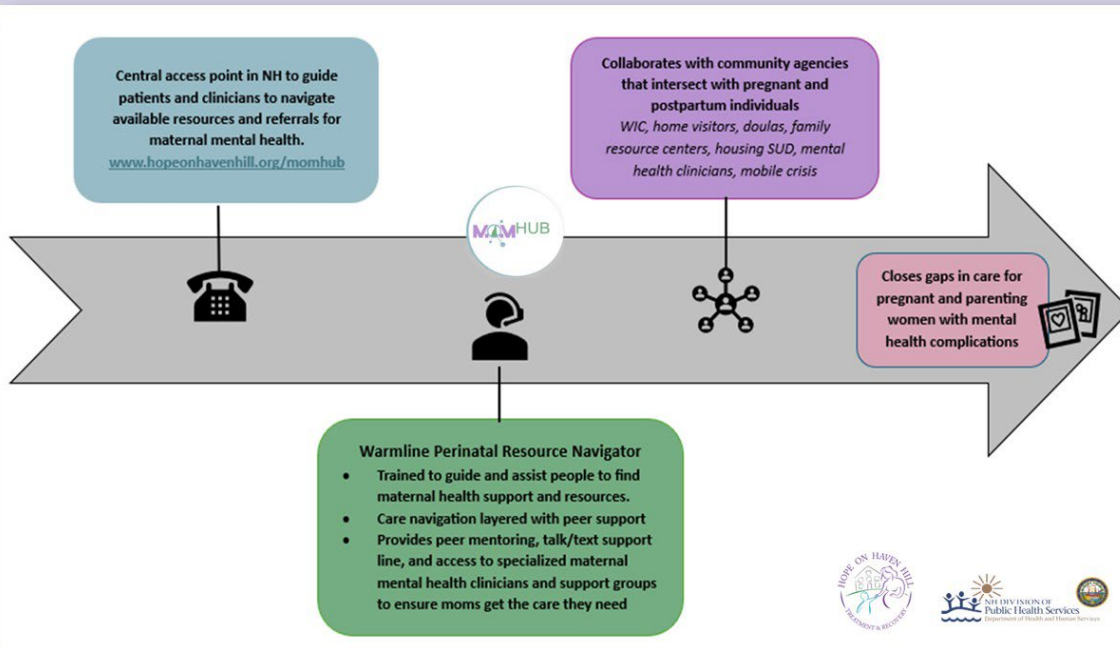 Central access point in NH to guide
patients and clinicians to navigate
available resources and referrals for
maternal mental health.
www.hopeonhavenhill.org/momhub
Collaborates with community agencies
that intersect with pregnant and
postpartum individuals
WIC, home visitors, doulas, family
resource centers, housing SUD, mental
health clinicians, mobile crisis
MOMHUB
Closes gaps in care for
pregnant and parenting
women with mental
health complications
Warmline Perinatal Resource Navigator
• Trained to guide and assist people to find
maternal health support and resources.
• Care navigation layered with peer support
• Provides peer mentoring, talk/text support
line, and access to specialized maternal
mental health clinicians and support groups
to ensure moms get the care they need
HOPE ON HAVEN HILL
TREATMENT & RECOVERY
NH DIVISION OF
Public Health Services
Department of Health and Human Services